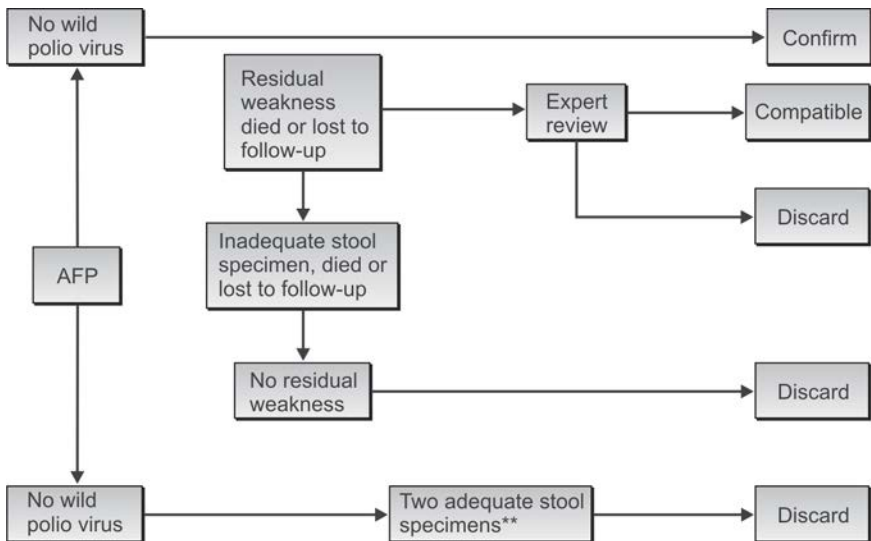 No wild
polio virus
Confirm
Residual
weakness
died or lost to
follow-up
Expert
review
Compatible
Discard
Inadequate stool
specimen, died or
lost to follow-up
AFP
No residual
weakness
Discard
No wild
polio virus
Two adequate stool
specimens**
Discard